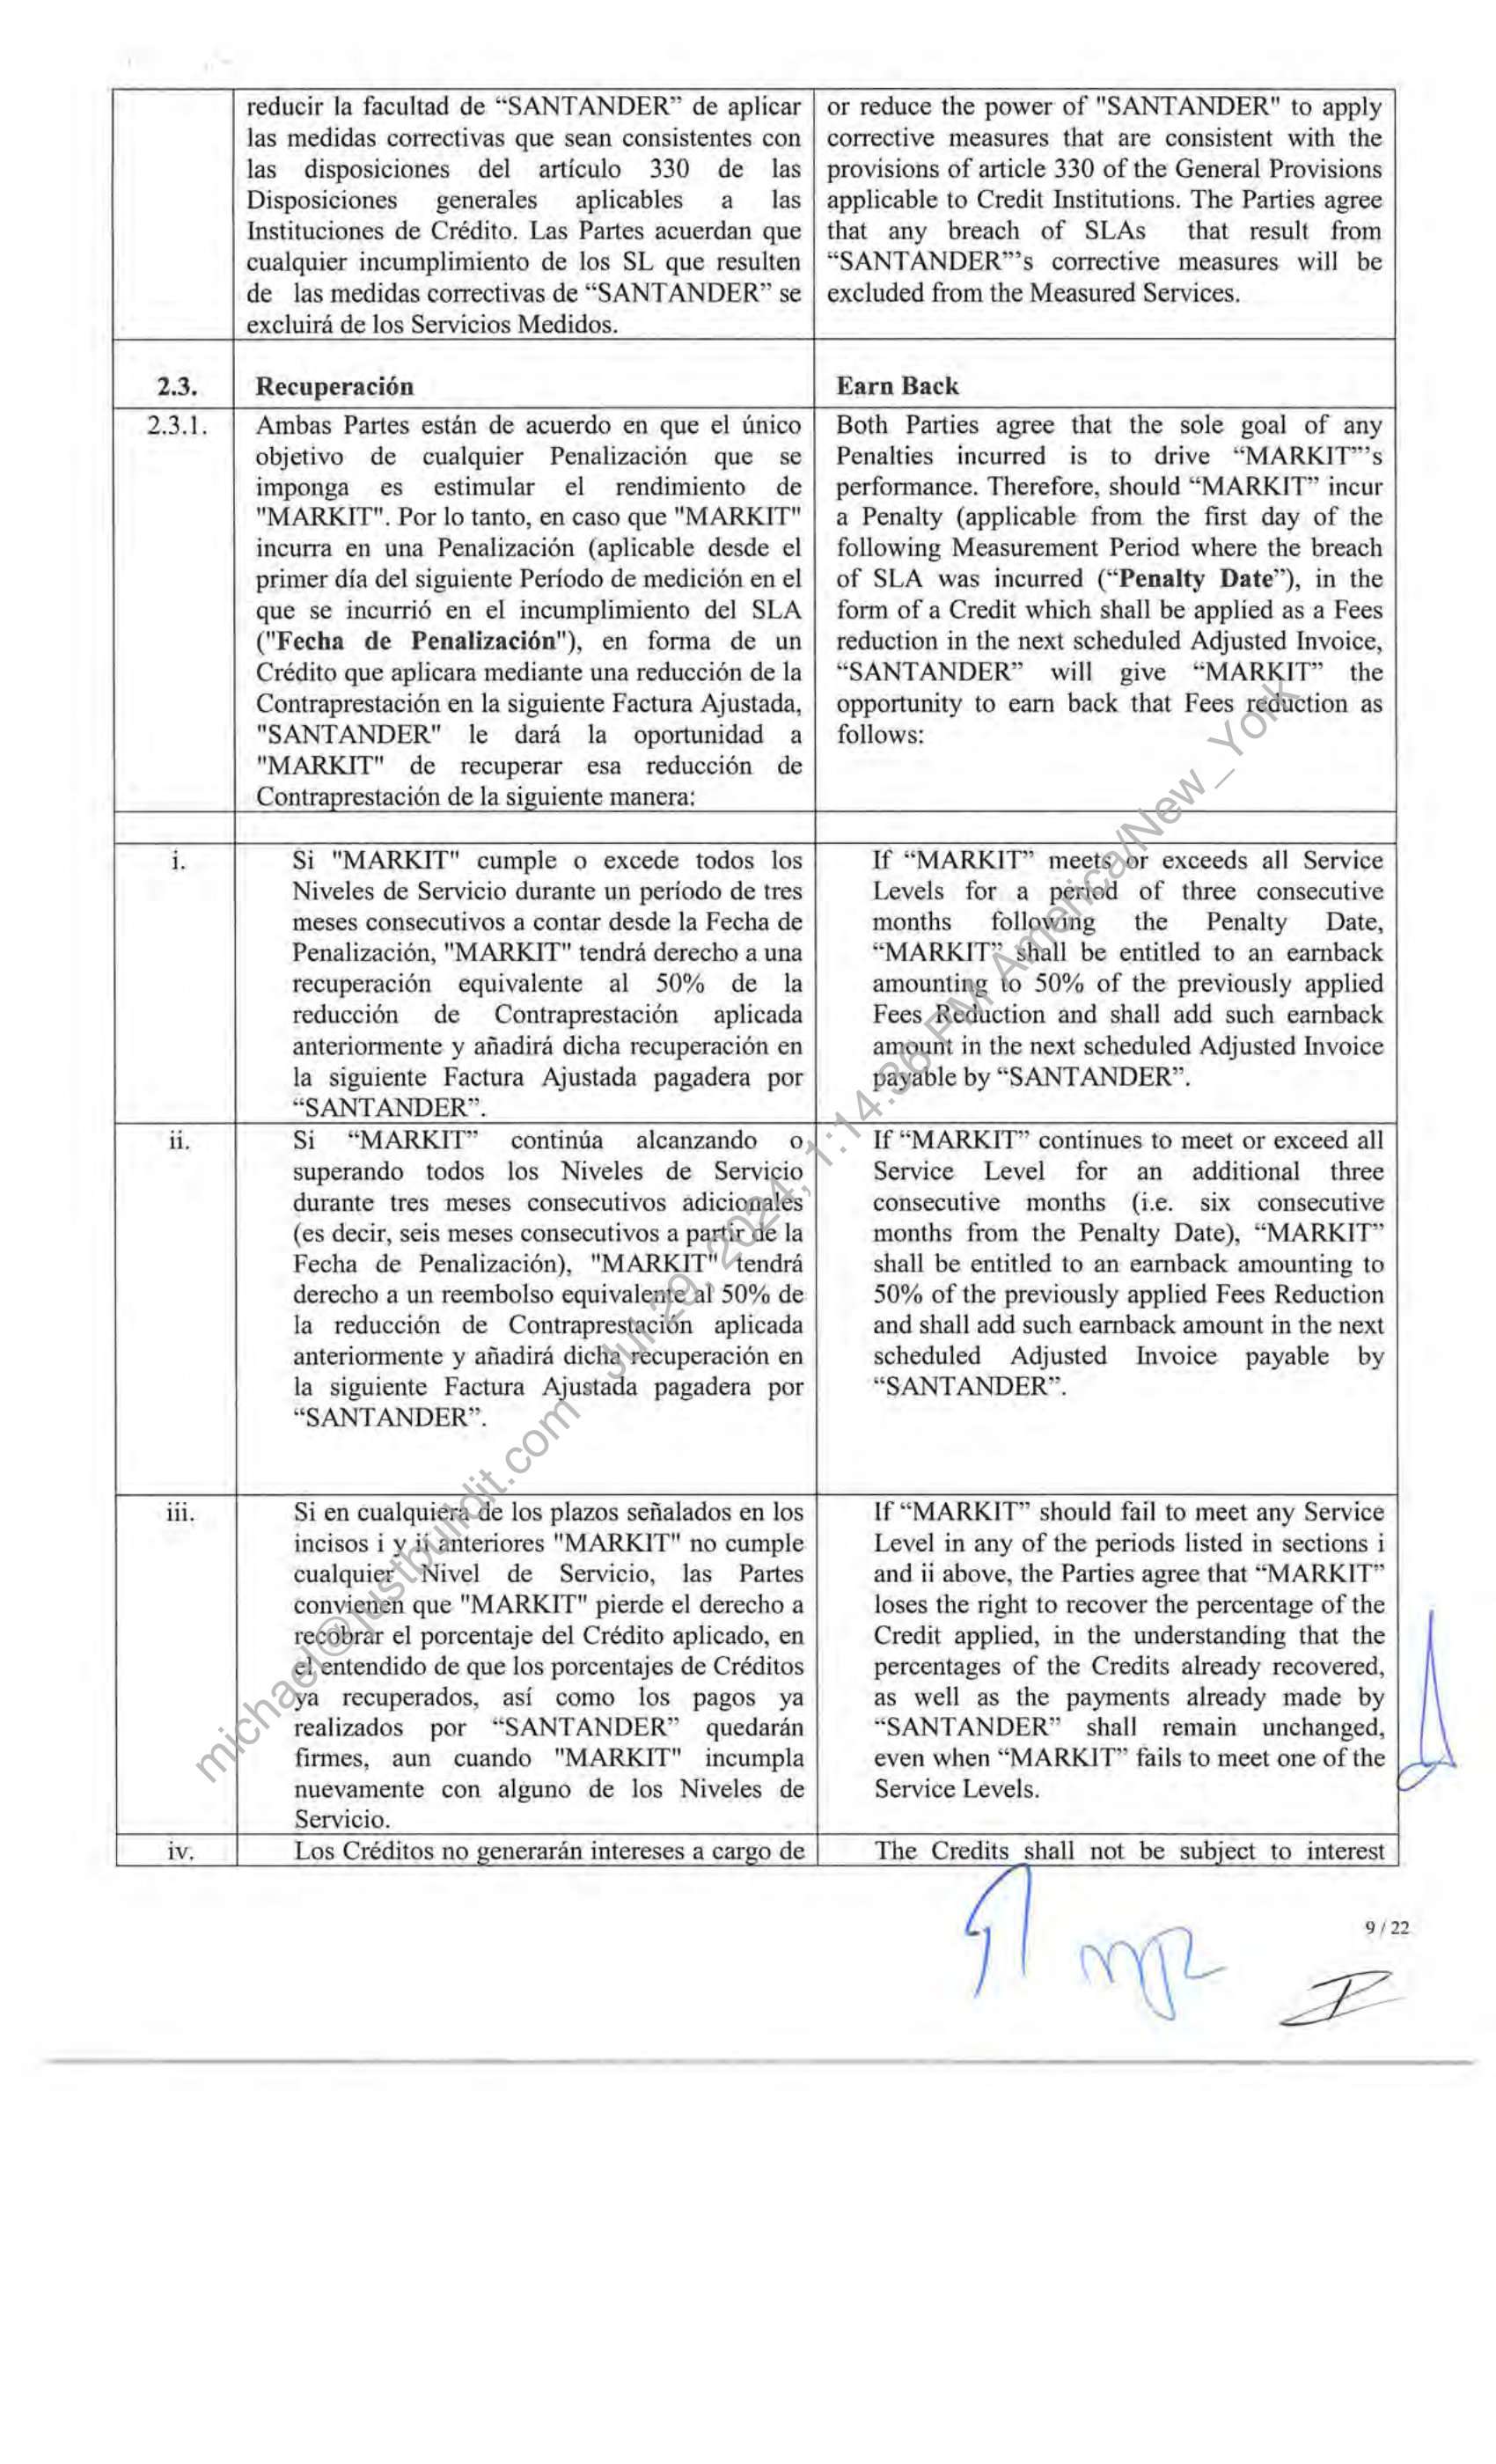 reducir la facultad de “SANTANDER” de aplicar
las medidas correctivas que sean consistentes con
las disposiciones del artículo 330 de las
Disposiciones generales aplicables a las
Instituciones de Crédito. Las Partes acuerdan que
cualquier incumplimiento de los SL que resulten
de las medidas correctivas de “SANTANDER” se
excluirá de los Servicios Medidos.
or reduce the power of "SANTANDER" to apply
corrective measures that are consistent with the
provisions of article 330 of the General Provisions
applicable to Credit Institutions. The Parties agree
that any breach of SLAs that result from
“SANTANDER”’s corrective measures will be
excluded from the Measured Services.
2.3.
Recuperación
Earn Back
2.3.1.
Ambas Partes están de acuerdo en que el único
objetivo de cualquier Penalización que se
imponga es estimular el rendimiento de
"MARKIT". Por lo tanto, en caso que "MARKIT"
incurra en una Penalización (aplicable desde el
primer día del siguiente Período de medición en el
que se incurrió en el incumplimiento del SLA
("Fecha de Penalización"), en forma de un
Crédito que aplicara mediante una reducción de la
Contraprestación en la siguiente Factura Ajustada,
"SANTANDER" le dará la oportunidad a
"MARKIT" de recuperar esa reducción de
Contraprestación de la siguiente manera:
Both Parties agree that the sole goal of any
Penalties incurred is to drive “MARKIT”’s
performance. Therefore, should “MARKIT” incur
a Penalty (applicable from the first day of the
following Measurement Period where the breach
of SLA was incurred (“Penalty Date”), in the
form of a Credit which shall be applied as a Fees
reduction in the next scheduled Adjusted Invoice,
“SANTANDER” will give “MARKIT” the
opportunity to earn back that Fees reduction as
follows:
i.
Si "MARKIT" cumple o excede todos los
Niveles de Servicio durante un período de tres
meses consecutivos a contar desde la Fecha de
Penalización, "MARKIT" tendrá derecho a una
recuperación equivalente al 50% de la
reducción de Contraprestación aplicada
anteriormente y añadirá dicha recuperación en
la siguiente Factura Ajustada pagadera por
“SANTANDER”.
If “MARKIT” meets or exceeds all Service
Levels for a period of three consecutive
months following the Penalty Date,
“MARKIT” shall be entitled to an earnback
amounting to 50% of the previously applied
Fees Reduction and shall add such earnback
amount in the next scheduled Adjusted Invoice
payable by “SANTANDER”.
ii.
Si “MARKIT” continúa alcanzando o
superando todos los Niveles de Servicio
durante tres meses consecutivos adicionales
(es decir, seis meses consecutivos a partir de la
Fecha de Penalización), "MARKIT" tendrá
derecho a un reembolso equivalente al 50% de
la reducción de Contraprestación aplicada
anteriormente y añadirá dicha recuperación en
la siguiente Factura Ajustada pagadera por
“SANTANDER”.
If “MARKIT” continues to meet or exceed all
Service Level for an additional three
consecutive months (i.e. six consecutive
months from the Penalty Date), “MARKIT”
shall be entitled to an earnback amounting to
50% of the previously applied Fees Reduction
and shall add such earnback amount in the next
scheduled Adjusted Invoice payable by
“SANTANDER”.
iii.
Si en cualquiera de los plazos señalados en los
incisos i y ii anteriores "MARKIT" no cumple
cualquier Nivel de Servicio, las Partes
convienen que "MARKIT" pierde el derecho a
recobrar el porcentaje del Crédito aplicado, en
el entendido de que los porcentajes de Créditos
ya recuperados, así como los pagos ya
realizados por “SANTANDER” quedarán
firmes, aun cuando "MARKIT" incumpla
nuevamente con alguno de los Niveles de
Servicio.
If “MARKIT” should fail to meet any Service
Level in any of the periods listed in sections i
and ii above, the Parties agree that “MARKIT”
loses the right to recover the percentage of the
Credit applied, in the understanding that the
percentages of the Credits already recovered,
as well as the payments already made by
“SANTANDER” shall remain unchanged,
even when “MARKIT” fails to meet one of the
Service Levels.
iv.
Los Créditos no generarán intereses a cargo de
The Credits shall not be subject to interest
9 / 22
michael@justbuildit.com - Jul 29, 2024, 1:14:36 PM America/New_York